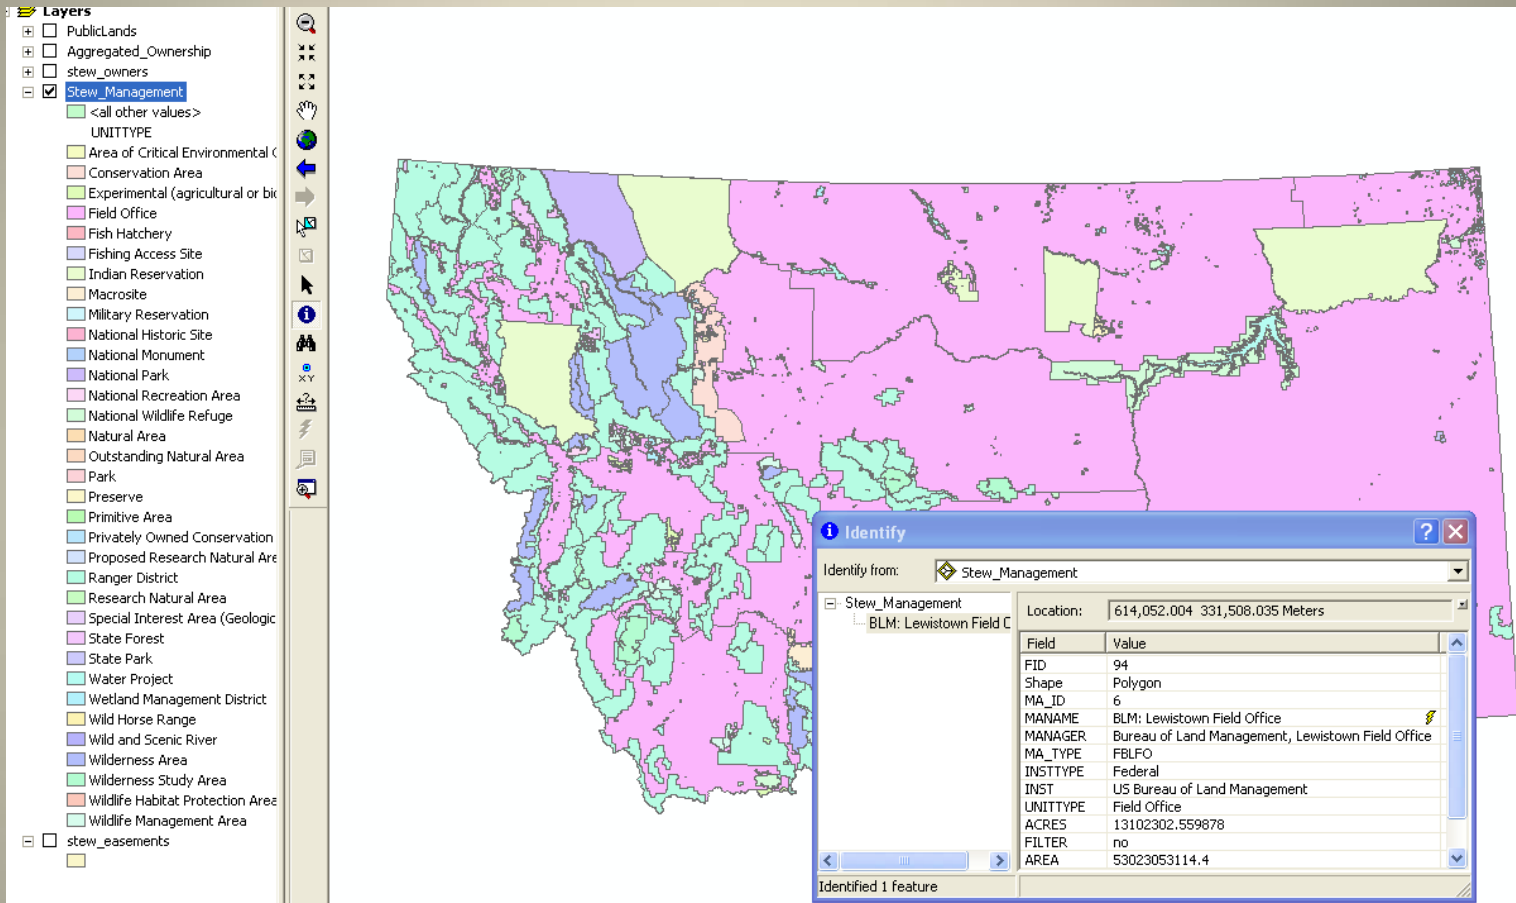 Layers
PublicLands
Aggregated_Ownership
stew_owners
Stew_Management
<all other values>
UNITTYPE
Area of Critical Environmental
Conservation Area
Experimental (agricultural or
Field Office
Fish Hatchery
Fishing Access Site
Indian Reservation
Macrosite
Military Reservation
National Historic Site
National Monument
National Park
National Recreation Area
National Wildlife Refuge
Natural Area
Outstanding Natural Area
Park
Preserve
Primitive Area
Privately Owned Conservation
Proposed Research Natural
Ranger District
Research Natural Area
Special Interest Area (Geologic
State Forest
State Park
Water Project
Wetland Management District
Wild Horse Range
Wild and Scenic River
Wilderness Area
Wilderness Study Area
Wildlife Habitat Protection Area
Wildlife Management Area
stew_easements
XY
Identify
Identify from: Stew_Management
Stew_Management
BLM: Lewistown Field
Location: 614,052.004 331,508.035 Meters
Field Value
FID 94
Shape Polygon
MA_ID 6
MANAME BLM: Lewistown Field Office
MANAGER Bureau of Land Management, Lewistown Field Office
MA_TYPE FBLFO
INSTTYPE Federal
INST US Bureau of Land Management
UNITTYPE Field Office
ACRES 13102302.559878
FILTER no
AREA 53023053114.4
Identified 1 feature